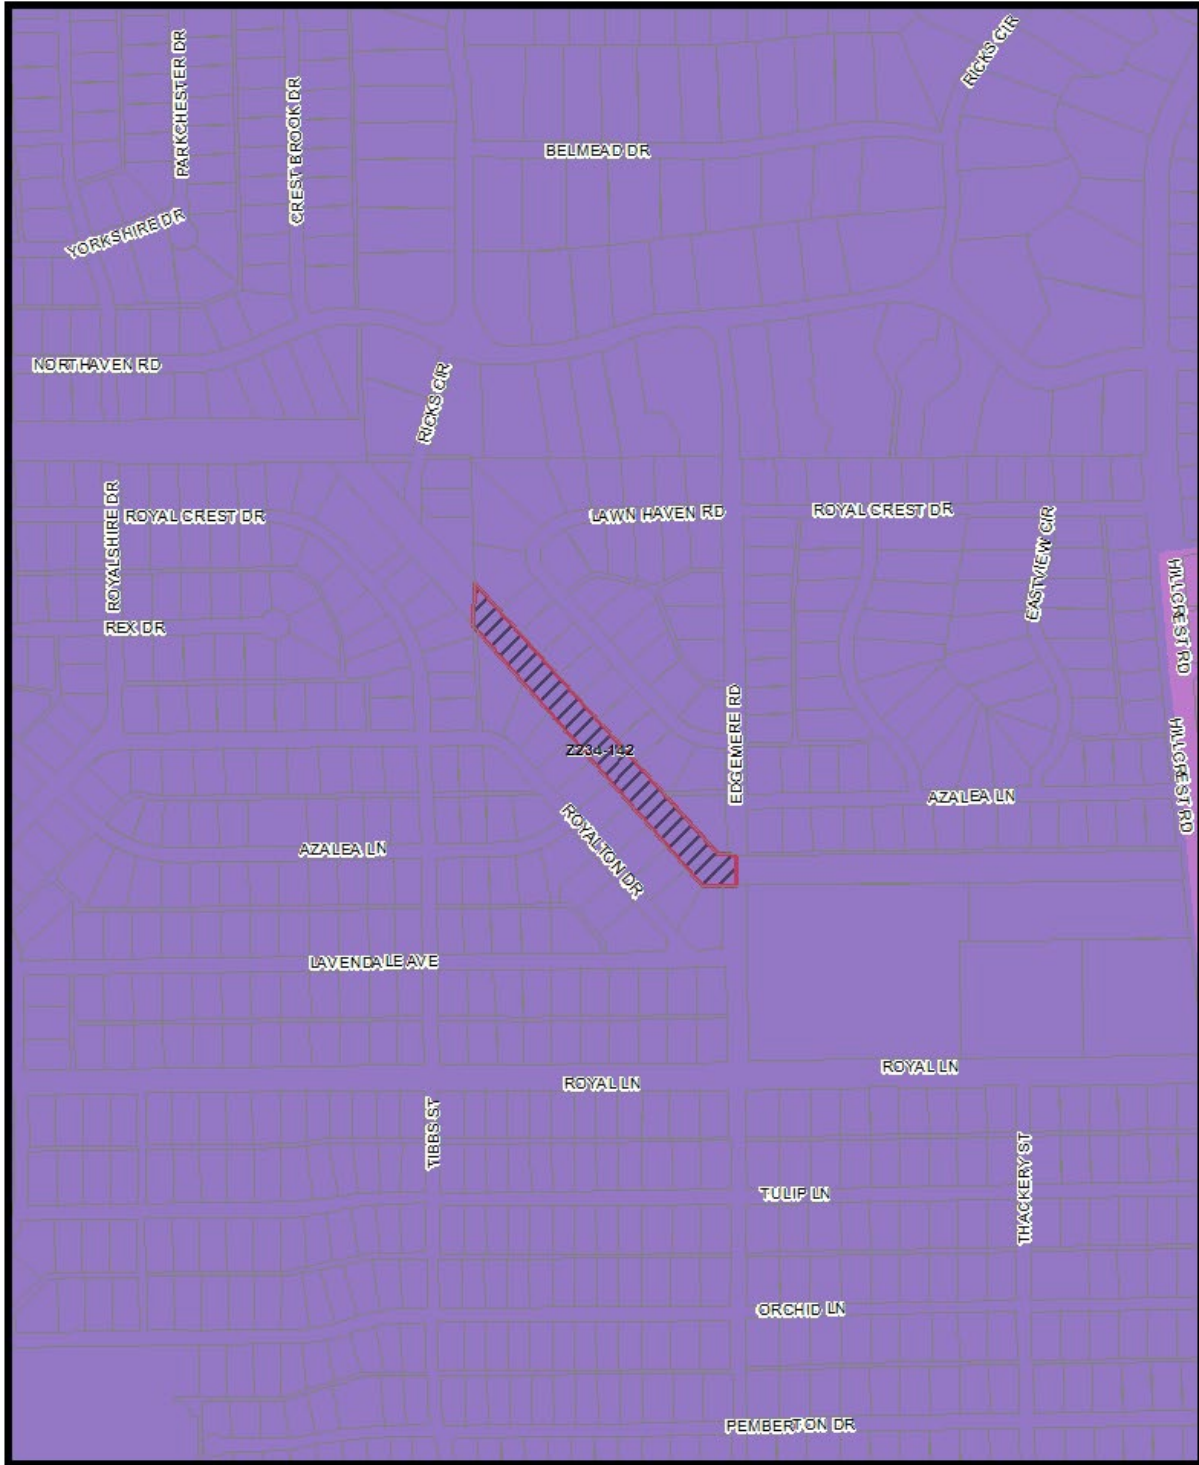 RICKS CIR
PARKCHESTER DR
CREST BROOK DR
BELMEAD DR
YORKSHIRE DR
NORTHAVEN RD
RICKS CIR
ROYALSHIRE DR
ROYAL CREST DR
LAWN HAVEN RD
ROYAL CREST DR
EASTVIEW CIR
HILLCREST RD
REX DR
EDGEMERE RD
Z234-142
HILLCREST RD
AZALEA LN
ROYALTON DR
AZALEA LN
LAVENDALE AVE
ROYAL LN
ROYAL LN
TIBBS ST
THACKERY ST
TULIP LN
ORCHID LN
PEMBERTON DR